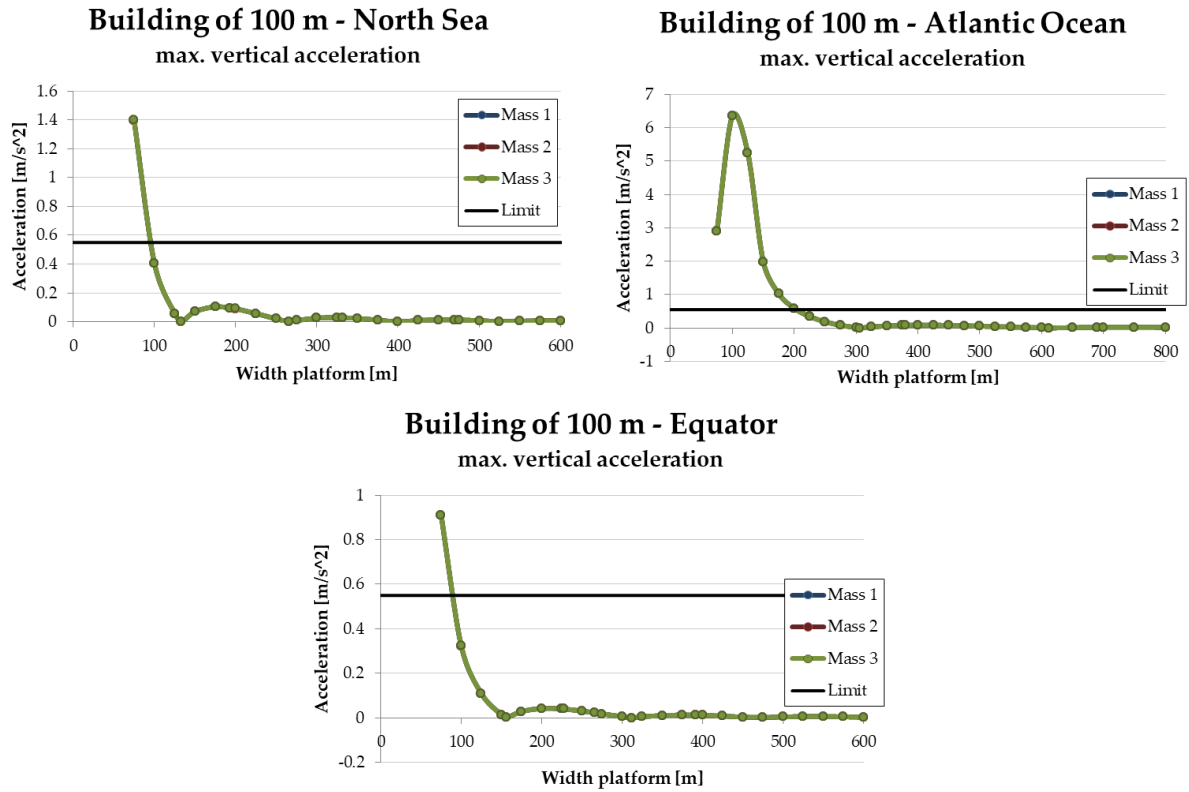 Building of 100 m - North Sea
max. vertical acceleration
Acceleration [m/s^2]
1.6
1.4
1.2
1
0.8
0.6
0.4
0.2
0
0
100
200
300
400
500
600
Width platform [m]
Mass 1
Mass 2
Mass 3
Limit
Building of 100 m - Atlantic Ocean
max. vertical acceleration
Acceleration [m/s^2]
7
6
5
4
3
2
1
0
-1
0
100
200
300
400
500
600
700
800
Width platform [m]
Mass 1
Mass 2
Mass 3
Limit
Building of 100 m - Equator
max. vertical acceleration
Acceleration [m/s^2]
1
0.8
0.6
0.4
0.2
0
-0.2
0
100
200
300
400
500
600
Width platform [m]
Mass 1
Mass 2
Mass 3
Limit